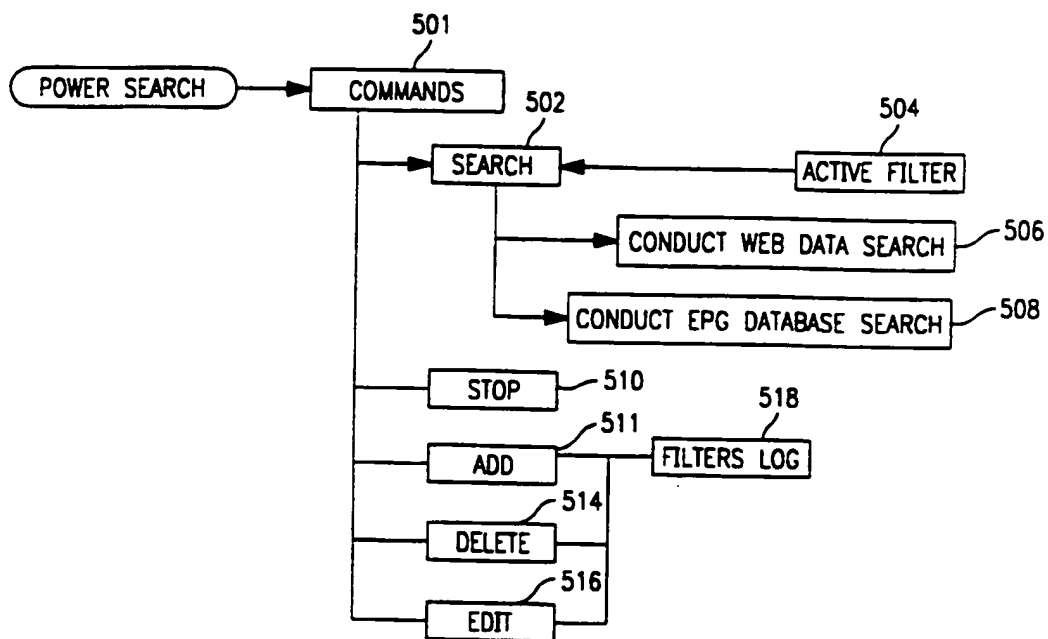 501
POWER SEARCH
COMMANDS
502
504
SEARCH
ACTIVE FILTER
CONDUCT WEB DATA SEARCH
506
CONDUCT EPG DATABASE SEARCH
508
STOP
510
511
518
ADD
FILTERS LOG
514
DELETE
516
EDIT